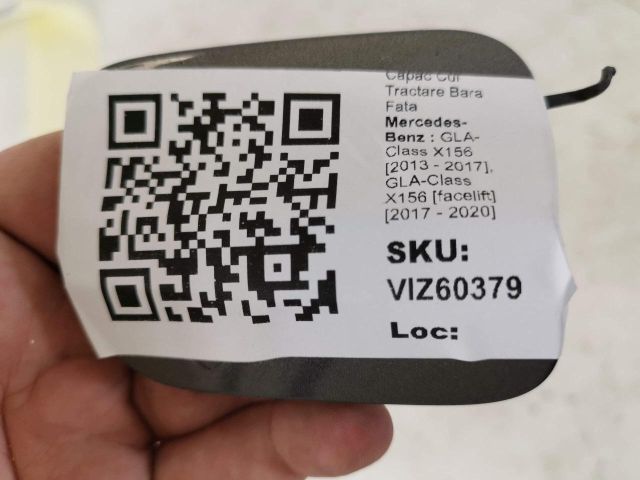 Capac Cui
Tractare Bara
Fata
Mercedes-
Benz : GLA-
Class X156
[2013 - 2017],
GLA-Class
X156 [facelift]
[2017 - 2020]
SKU:
VIZ60379
Loc: